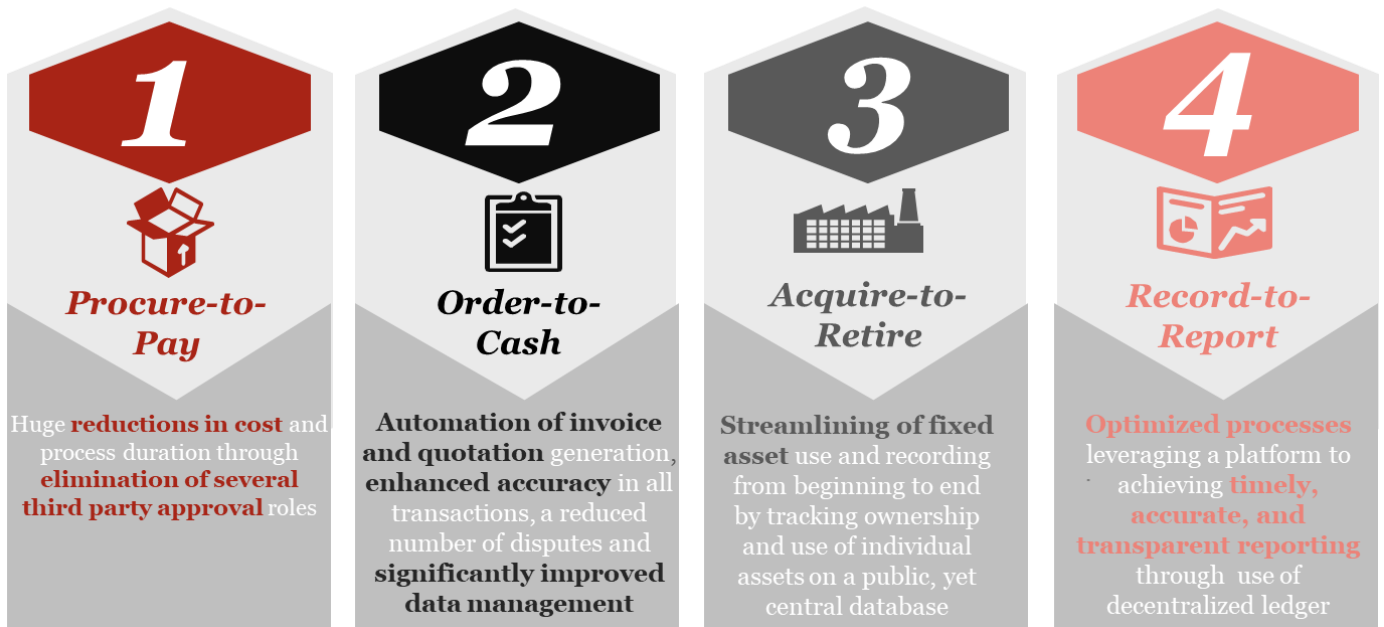 1
Procure-to-
Pay
Huge reductions in cost and
process duration through
elimination of several
third party approval roles
2
Order-to-
Cash
Automation of invoice
and quotation generation,
enhanced accuracy in all
transactions, a reduced
number of disputes and
significantly improved
data management
3
Acquire-to-
Retire
Streamlining of fixed
asset use and recording
from beginning to end
by tracking ownership
and use of individual
assets on a public, yet
central database
4
Record-to-
Report
Optimized processes
leveraging a platform to
achieving timely,
accurate, and
transparent reporting
through use of
decentralized ledger